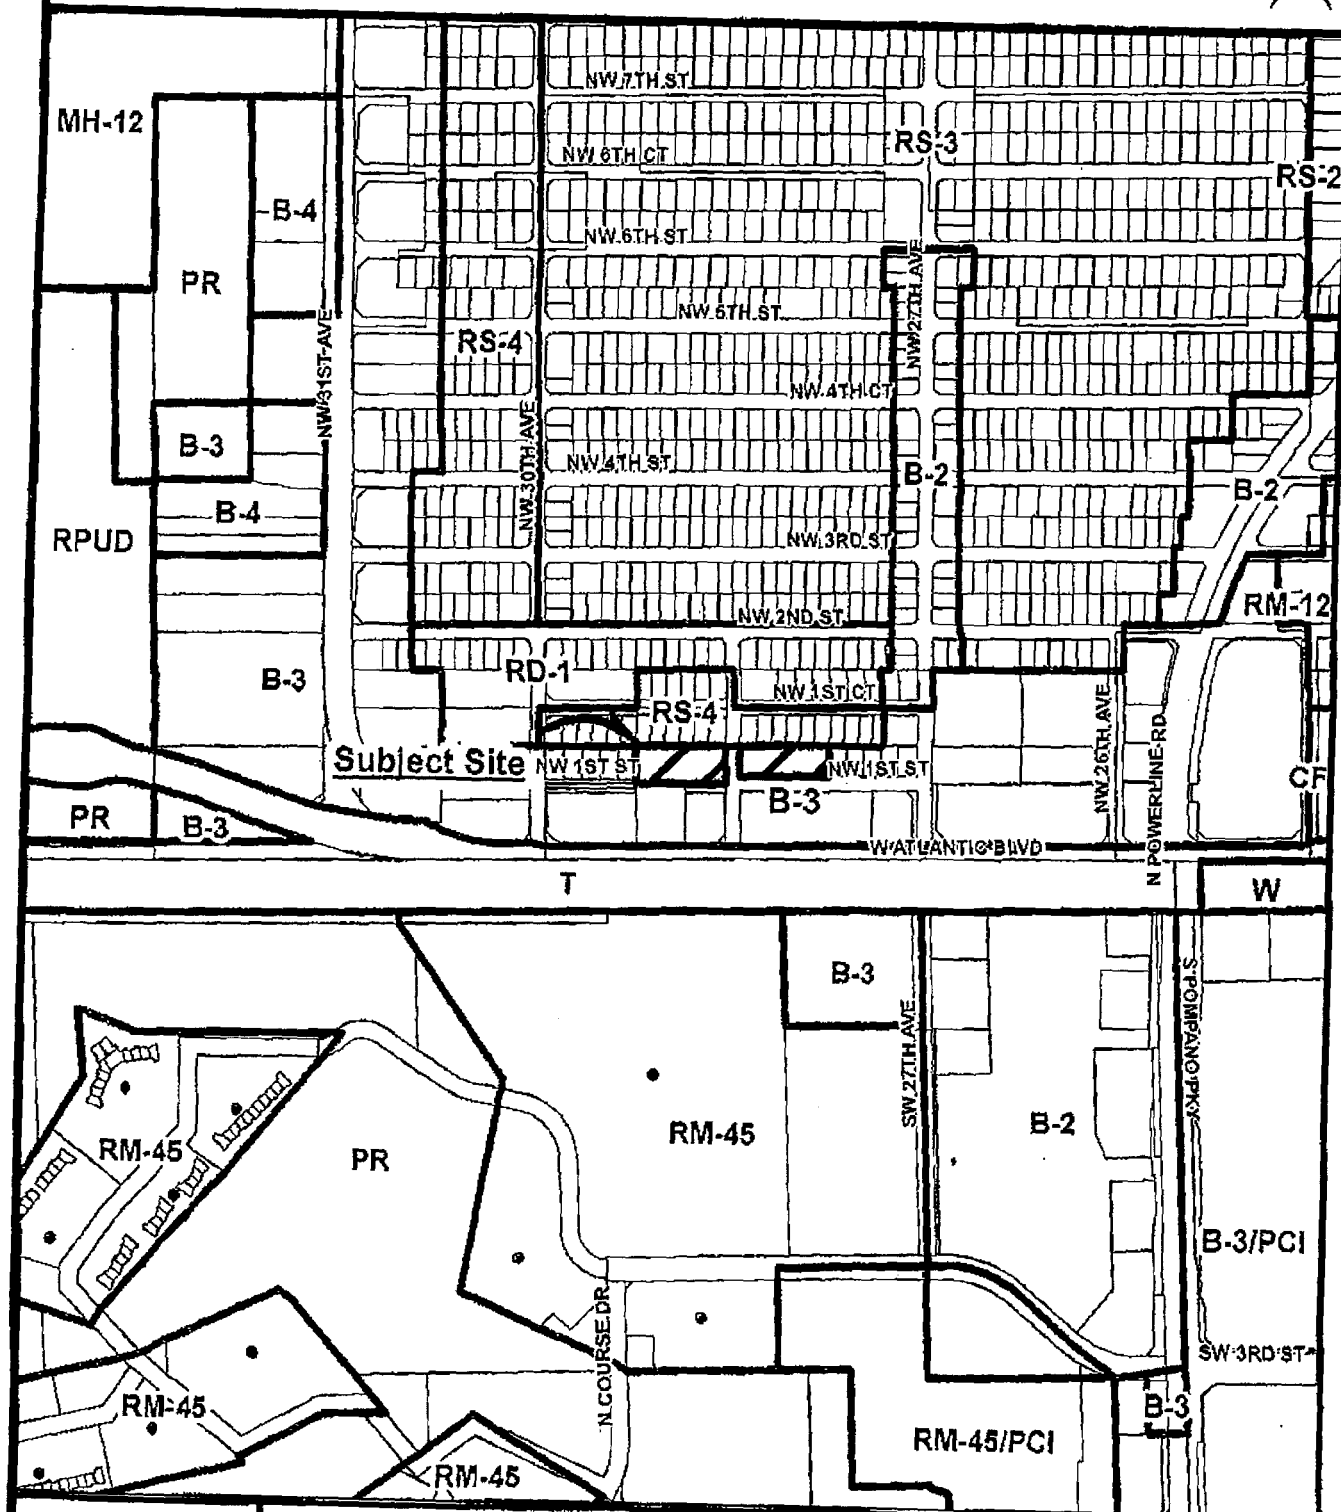 NW 7TH ST
MH-12
RS-3
NW 6TH CT
RS-2
B-4
NW 6TH ST
PR
NW 27TH AVE
NW 5TH ST
NW 31ST AVE
RS-4
NW 4TH CT
NW 30TH AVE
B-3
NW 4TH ST
B-2
B-2
B-4
RPUD
NW 3RD ST
RM-12
NW 2ND ST
RD-1
B-3
NW 1ST CT
RS-4
NW 26TH AVE
N POWERLINE RD
Subject Site
NW 1ST ST
NW 1ST ST
CF
B-3
PR
B-3
W ATLANTIC BLVD
T
W
B-3
S POMPANO PKY
SW 27TH AVE
RM-45
B-2
RM-45
PR
B-3/PCI
N COURSE DR
SW 3RD ST
RM-45
B-3
RM-45/PCI
RM-45